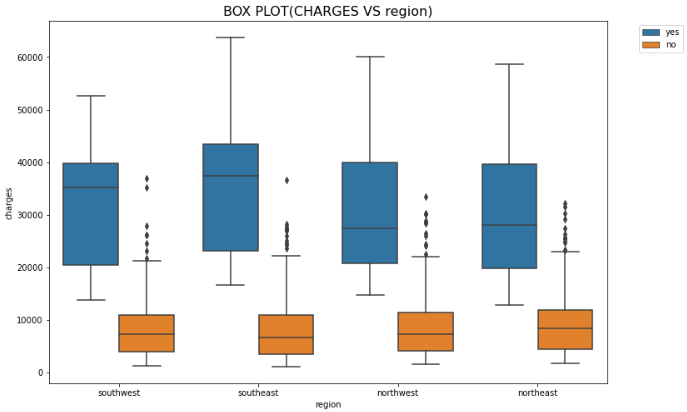 BOX PLOT(CHARGES VS region)
yes
no
60000
50000
40000
30000
20000
10000
0
charges
southwest southeast northwest northeast
region